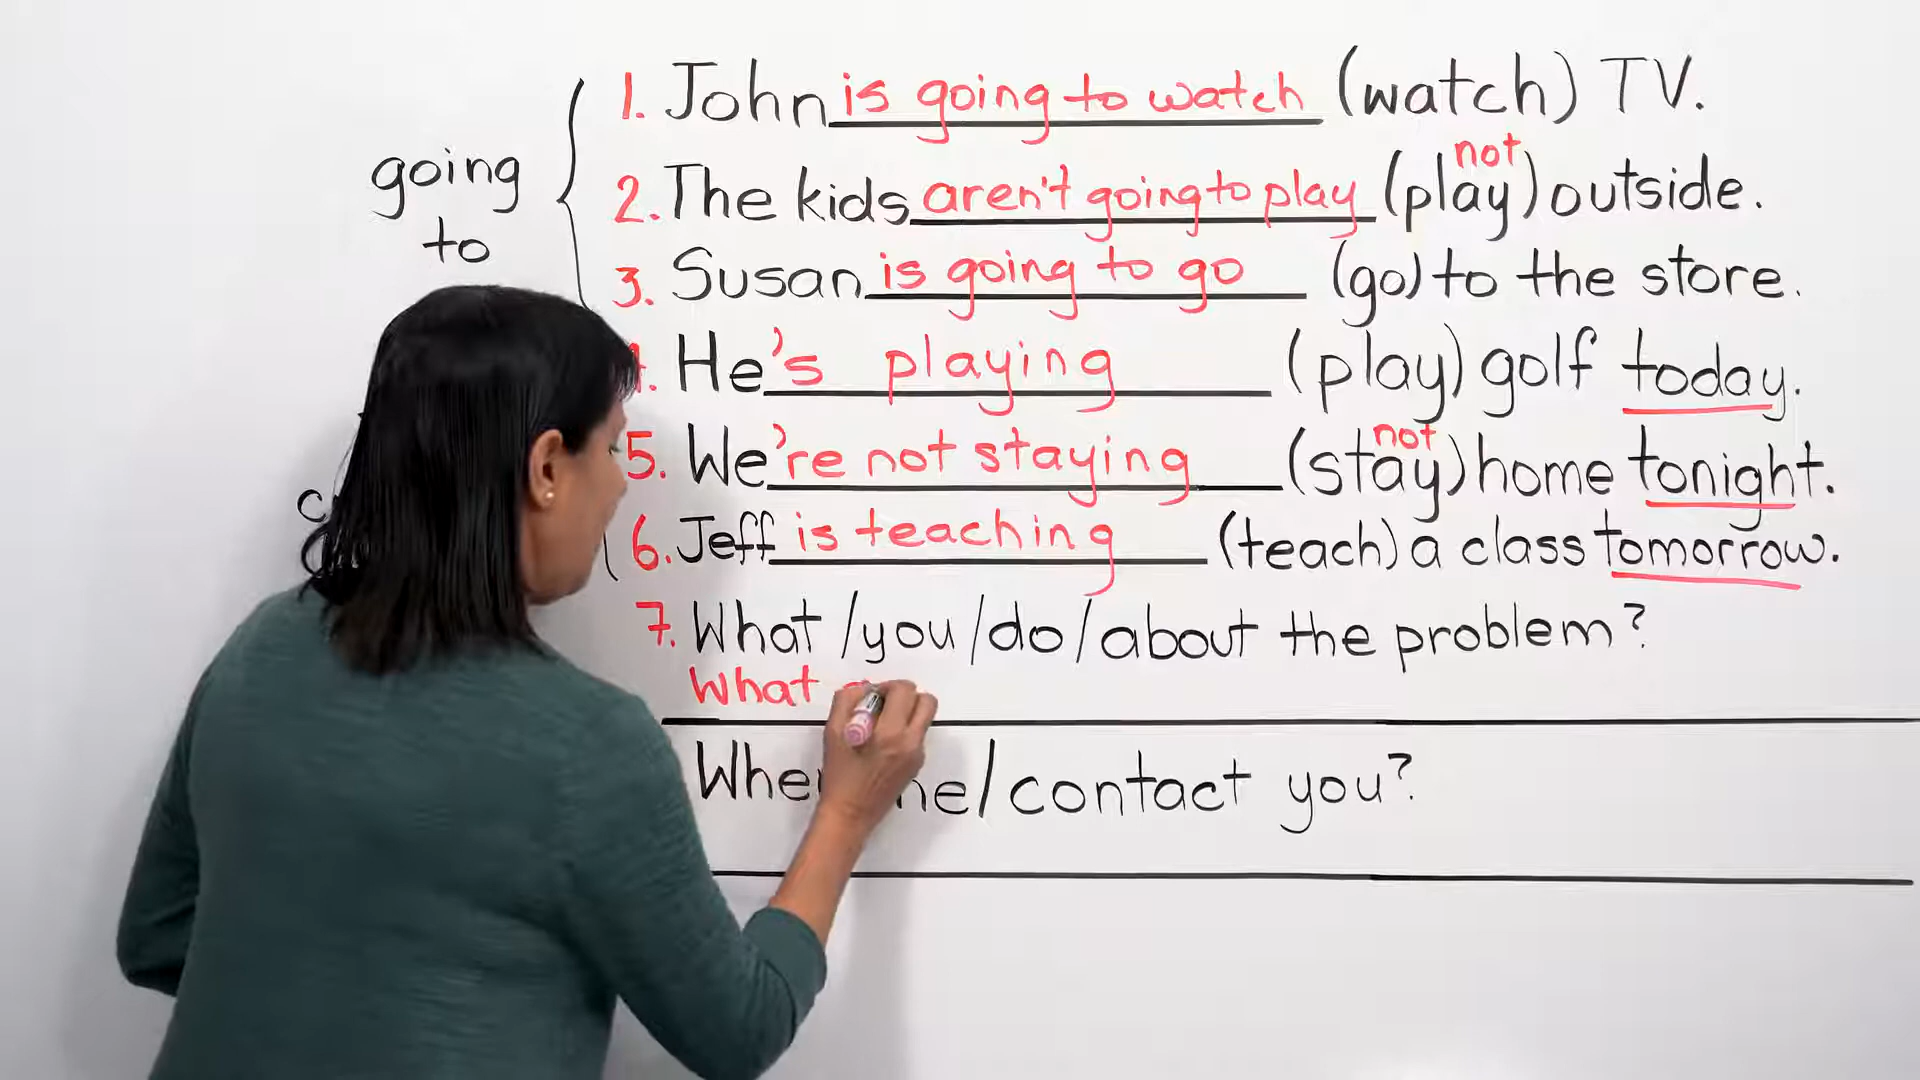 going
to
1. John is going to watch (watch) TV.
not
2. The kids aren't going to play (play) outside.
3. Susan is going to go (go) to the store.
He's playing (play) golf today.
not
5. We're not staying (stay) home tonight.
6. Jeff is teaching (teach) a class tomorrow.
7. What/you/do/about the problem?
What
/contact you?